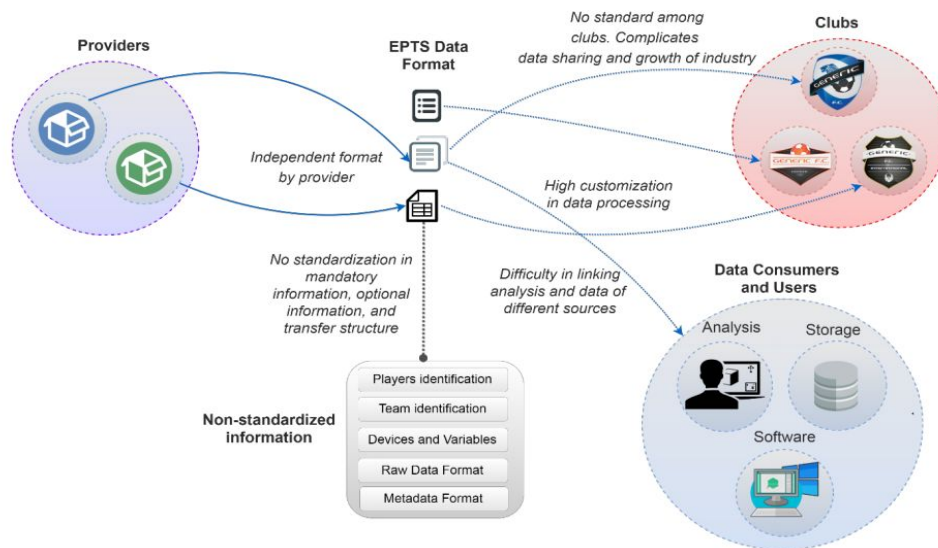 Providers
EPTS Data
Format
No standard among
clubs. Complicates
data sharing and growth of industry
Clubs
GENERIC
F.C.
GENERIC F.C.
GENERIC
F.C.
Independent format
by provider
High customization
in data processing
No standardization in
mandatory
information, optional
information, and
transfer structure
Difficulty in linking
analysis and data of
different sources
Data Consumers
and Users
Analysis
Storage
Software
Non-standardized
information
Players identification
Team identification
Devices and Variables
Raw Data Format
Metadata Format